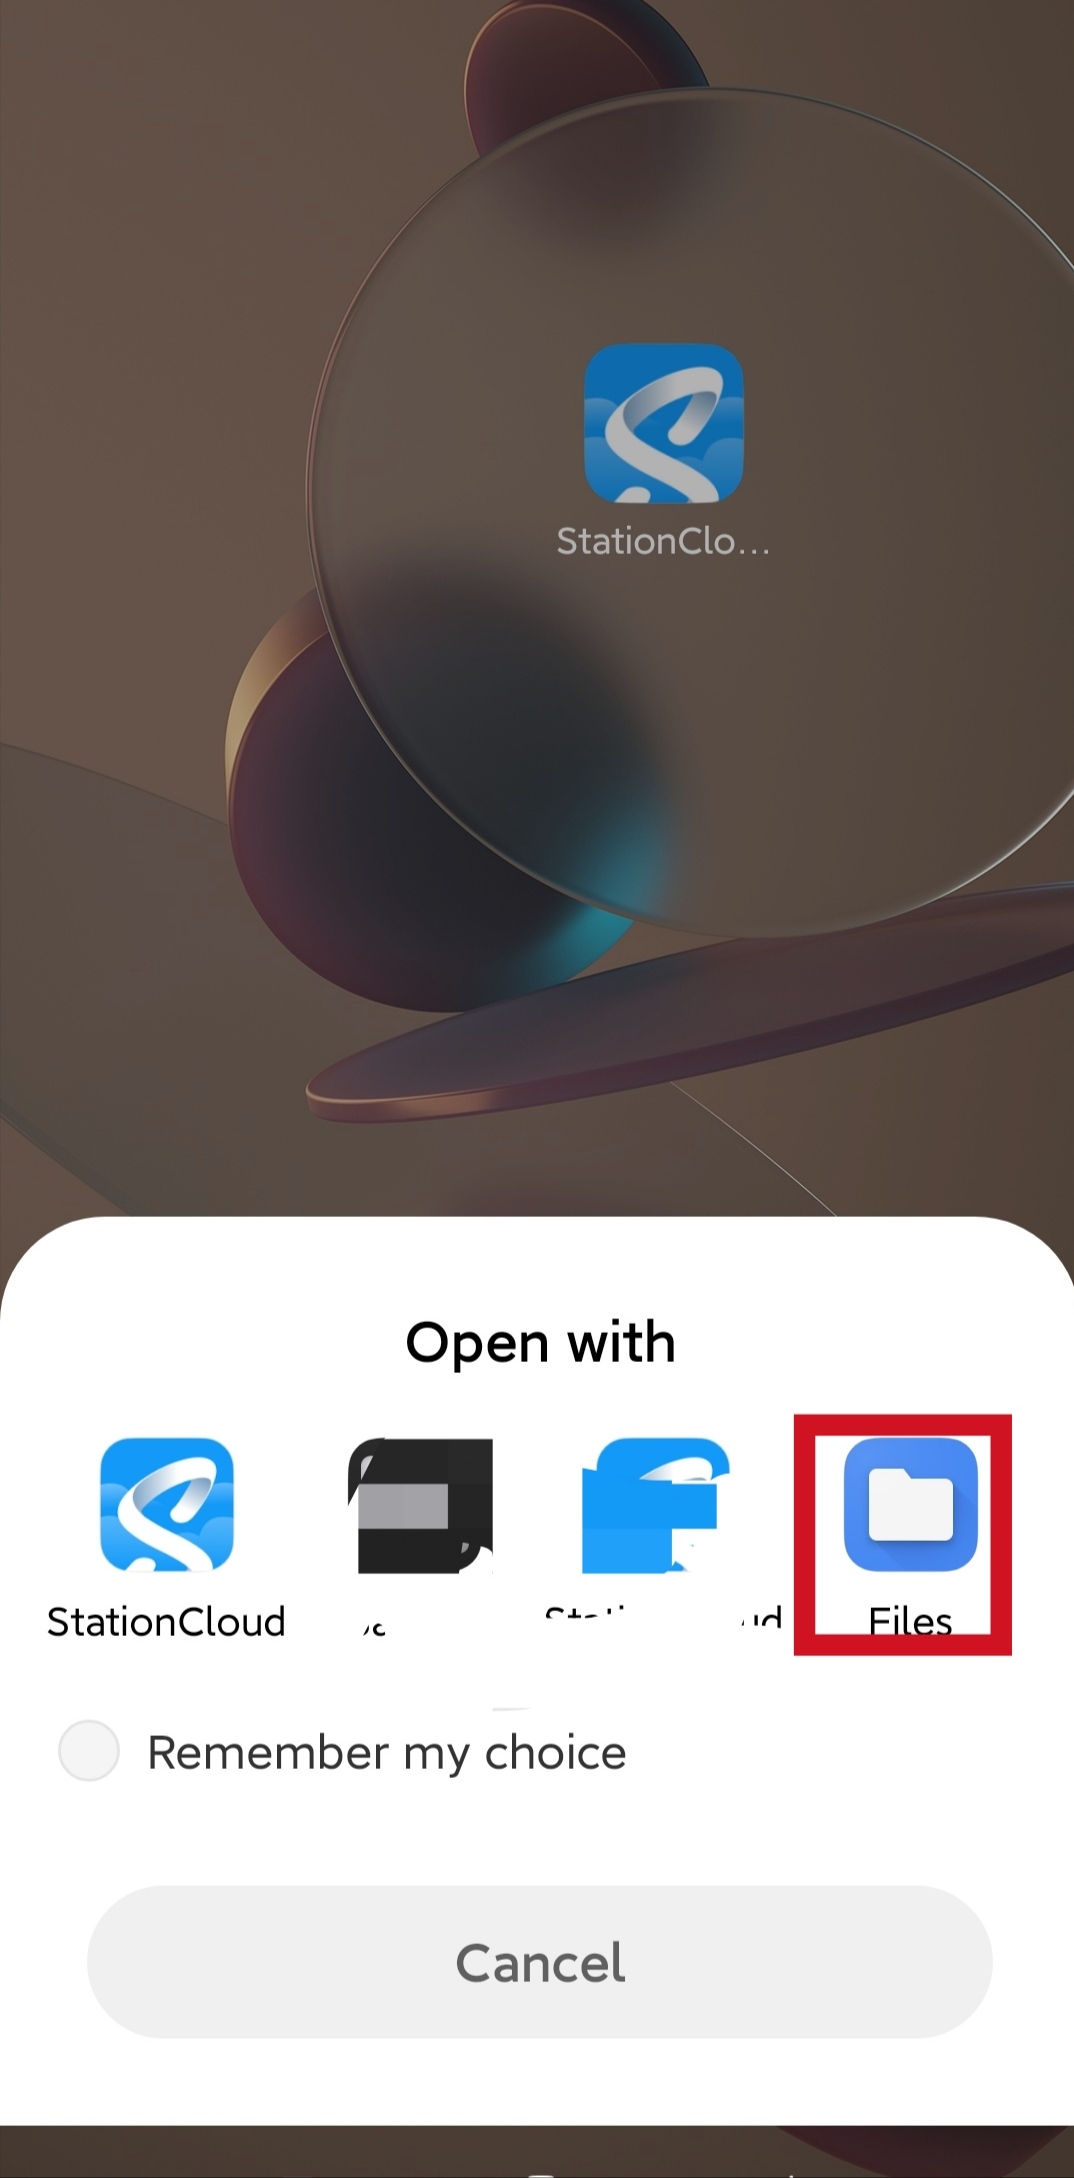 StationClo...
Open with
StationCloud
Files
Remember my choice
Cancel